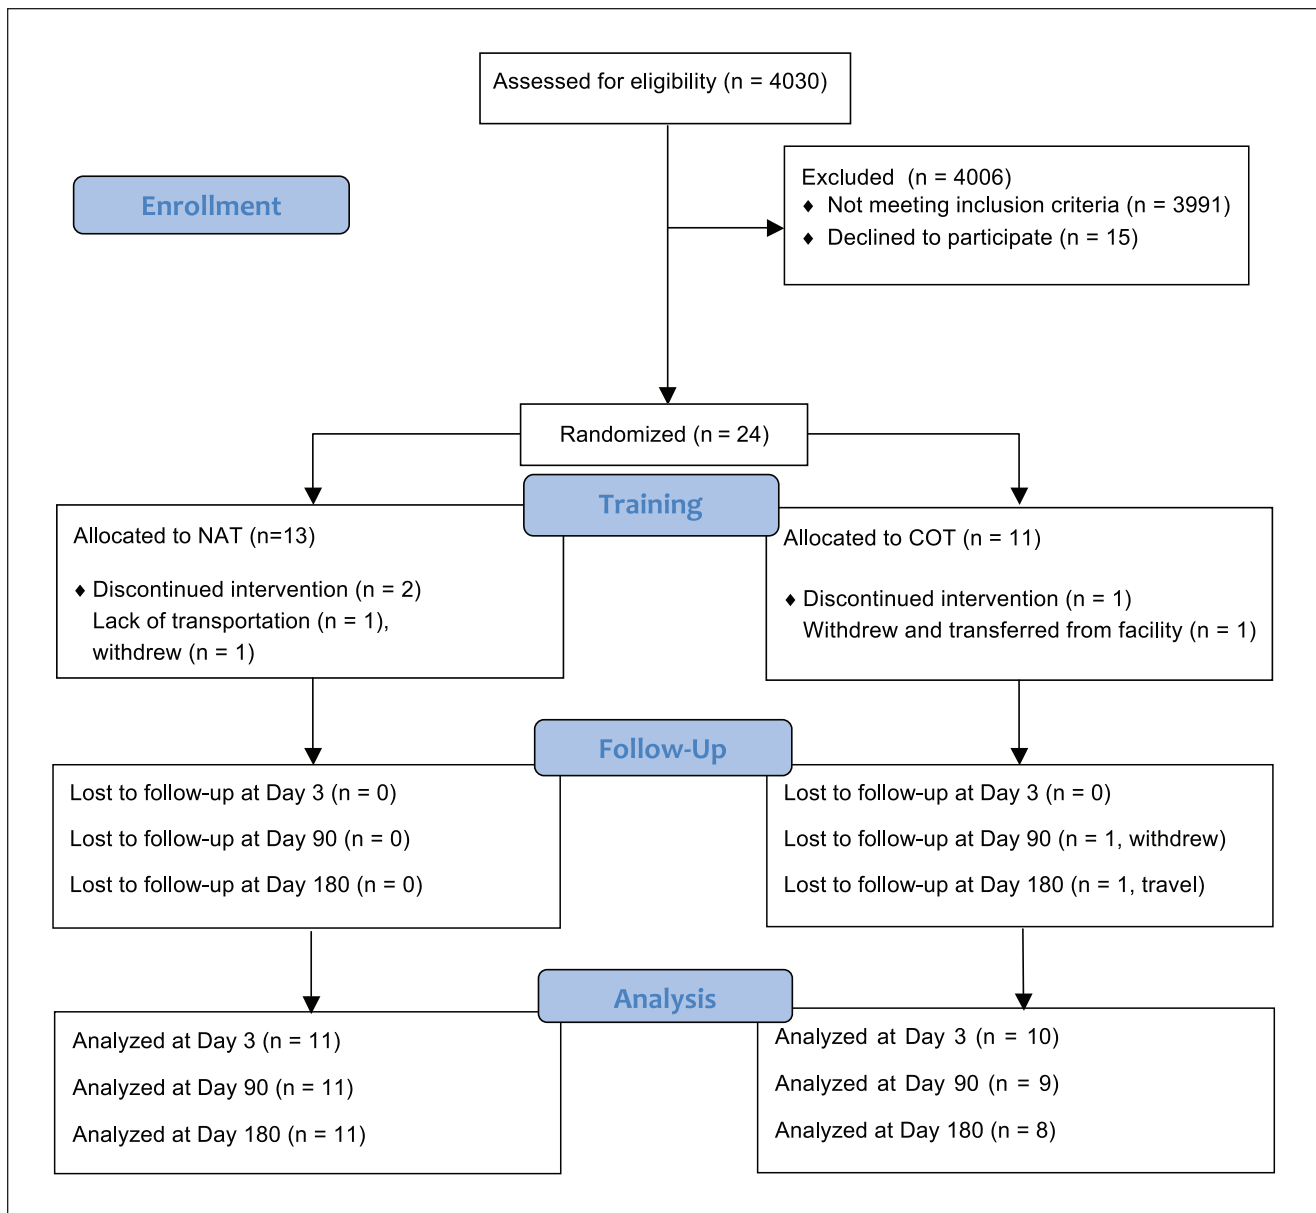 Assessed for eligibility (n = 4030)
Enrollment
Excluded (n = 4006)
♦ Not meeting inclusion criteria (n = 3991)
♦ Declined to participate (n = 15)
Randomized (n = 24)
Training
Allocated to NAT (n=13)
♦ Discontinued intervention (n = 2)
Lack of transportation (n = 1),
withdrew (n = 1)
Allocated to COT (n = 11)
♦ Discontinued intervention (n = 1)
Withdrew and transferred from facility (n = 1)
Follow-Up
Lost to follow-up at Day 3 (n = 0)
Lost to follow-up at Day 90 (n = 0)
Lost to follow-up at Day 180 (n = 0)
Lost to follow-up at Day 3 (n = 0)
Lost to follow-up at Day 90 (n = 1, withdrew)
Lost to follow-up at Day 180 (n = 1, travel)
Analysis
Analyzed at Day 3 (n = 11)
Analyzed at Day 90 (n = 11)
Analyzed at Day 180 (n = 11)
Analyzed at Day 3 (n = 10)
Analyzed at Day 90 (n = 9)
Analyzed at Day 180 (n = 8)